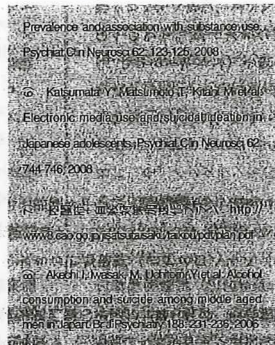 Prevalence and association with substance use.
Psychiat Clin Neurosci 62: 123-125, 2008
6) Katsumata Y, Matsumoto T, Kitani M, et al:
Electronic media use and suicidal ideation in
Japanese adolescents. Psychiat Clin Neurosci, 62:
744-746, 2008
http://
www8.cao.go.jp/jisatsutaisaku/taikou/pdf/plan.pdf
8) Akechi T, Iwasaki M, Uchitomi Y, et al: Alcohol
consumption and suicide among middle aged
men in Japan. Br J Psychiatry 188: 231-236, 2006